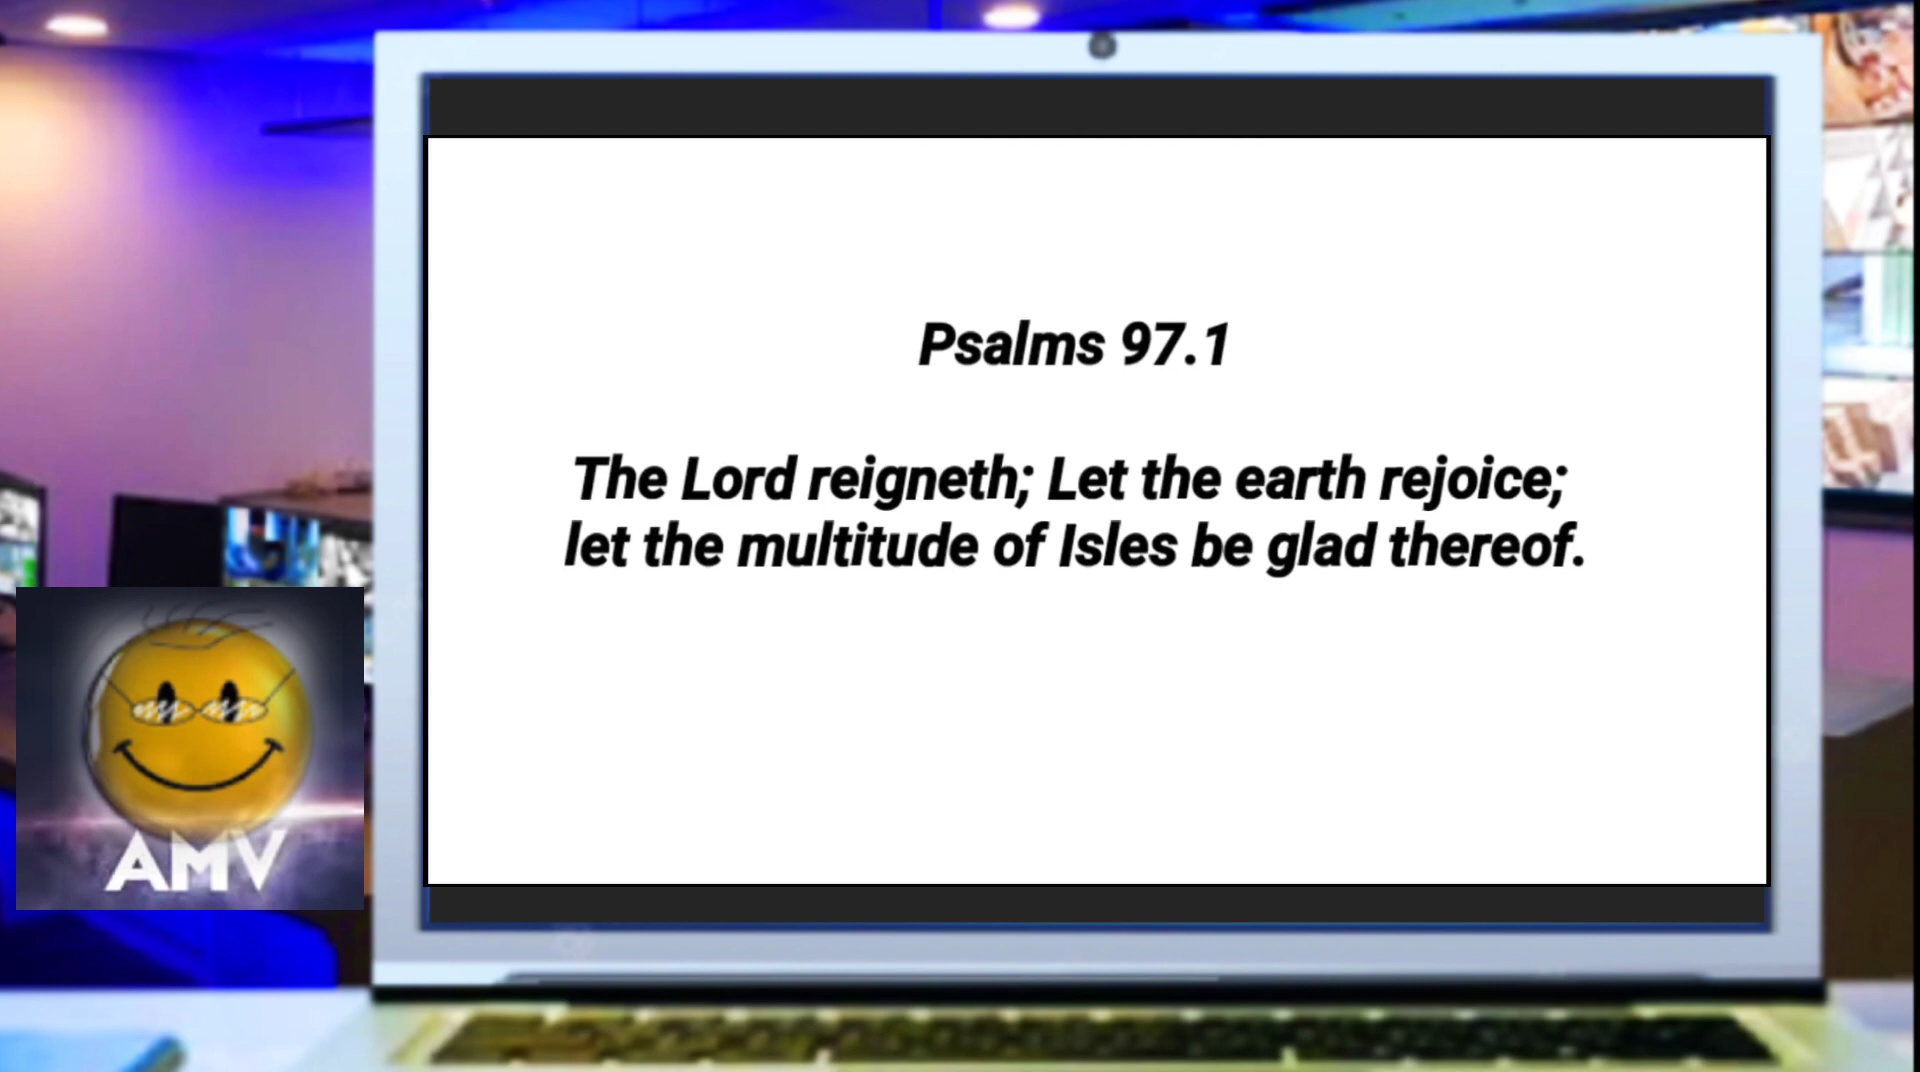 Psalms 97.1
The Lord reigneth; Let the earth rejoice;
let the multitude of Isles be glad thereof.
AMV